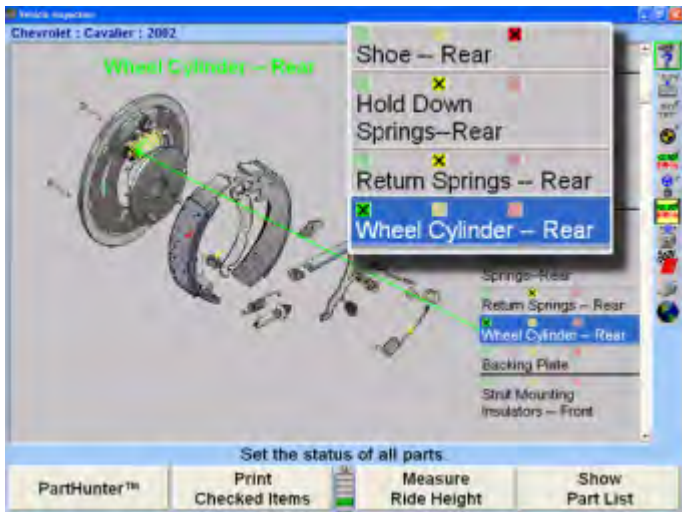 Vehicle Inspection
Chevrolet : Cavalier : 2002
Wheel Cylinder -- Rear
Shoe -- Rear
Hold Down
Springs--Rear
Return Springs -- Rear
Wheel Cylinder -- Rear
Springs--Rear
Return Springs -- Rear
Wheel Cylinder -- Rear
Backing Plate
Strut Mounting
Insulators -- Front
Set the status of all parts.
PartHunter™
Print
Checked Items
Measure
Ride Height
Show
Part List